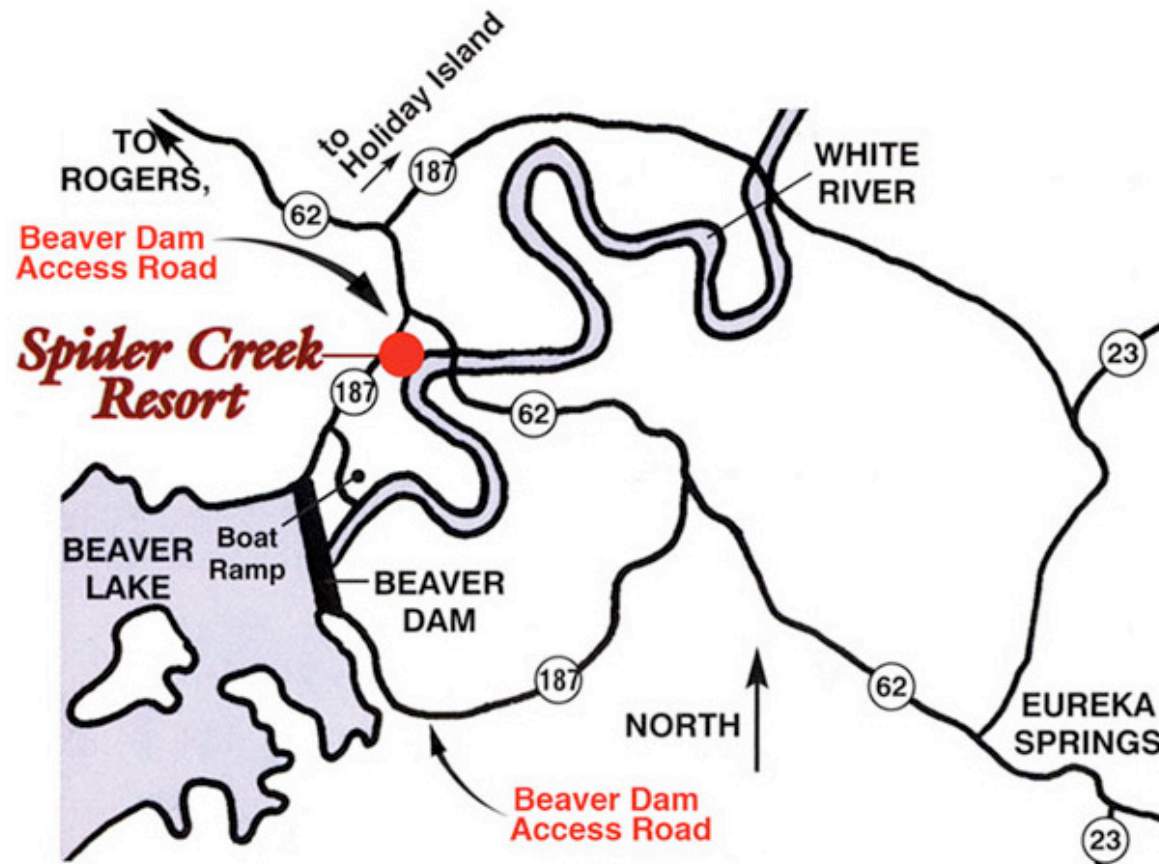 to
Holiday Island
TO
ROGERS,
187
62
WHITE
RIVER
Beaver Dam
Access Road
Spider Creek
Resort
187
23
62
BEAVER
LAKE
Boat
Ramp
BEAVER
DAM
187
NORTH
62
EUREKA
SPRINGS
Beaver Dam
Access Road
23